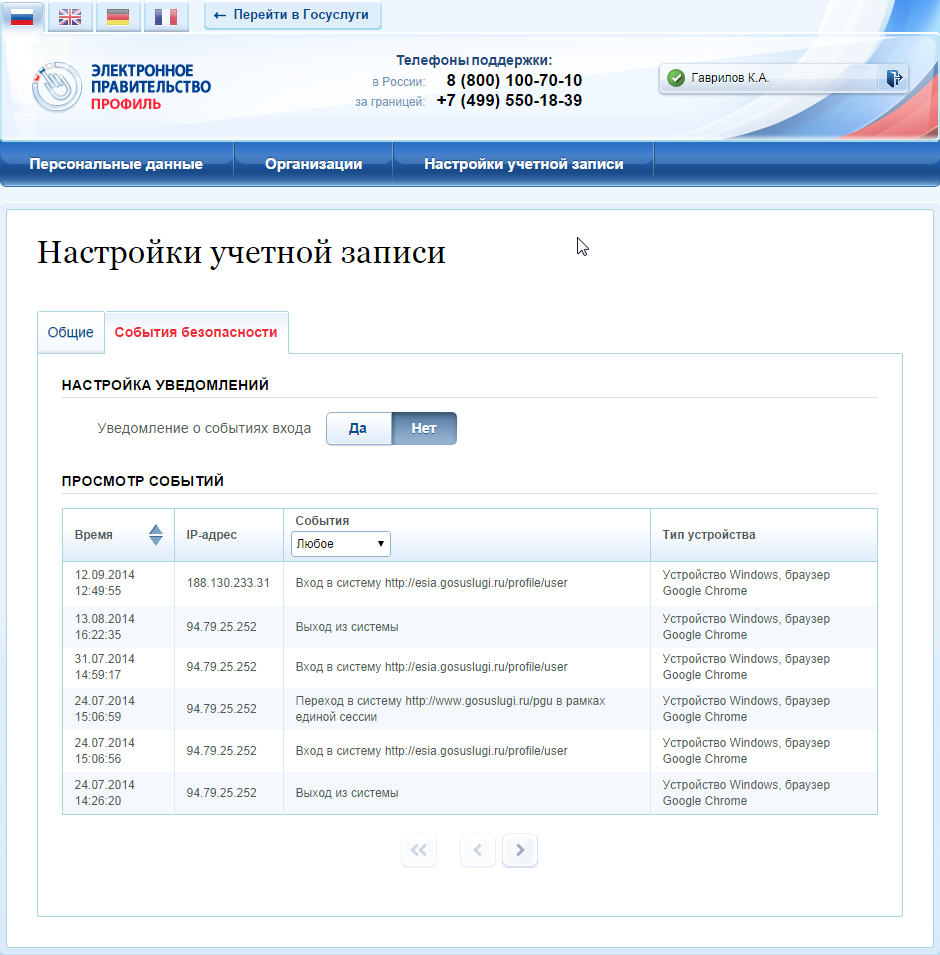 ← Перейти в Госуслуги
ЭЛЕКТРОННОЕ
ПРАВИТЕЛЬСТВО
ПРОФИЛЬ
Телефоны поддержки:
в России: 8 (800) 100-70-10
за границей: +7 (499) 550-18-39
Гаврилов К.А.
Персональные данные Организации Настройки учетной записи
Настройки учетной записи
Общие События безопасности
НАСТРОЙКА УВЕДОМЛЕНИЙ
Уведомление о событиях входа Да Нет
ПРОСМОТР СОБЫТИЙ
Время IP-адрес События Тип устройства
Любое
12.09.2014 12:49:55 188.130.233.31 Вход в систему http://esia.gosuslugi.ru/profile/user Устройство Windows, браузер Google Chrome
13.08.2014 16:22:35 94.79.25.252 Выход из системы Устройство Windows, браузер Google Chrome
31.07.2014 14:59:17 94.79.25.252 Вход в систему http://esia.gosuslugi.ru/profile/user Устройство Windows, браузер Google Chrome
24.07.2014 15:06:59 94.79.25.252 Переход в систему http://www.gosuslugi.ru/pgu в рамках единой сессии Устройство Windows, браузер Google Chrome
24.07.2014 15:06:56 94.79.25.252 Вход в систему http://esia.gosuslugi.ru/profile/user Устройство Windows, браузер Google Chrome
24.07.2014 14:26:20 94.79.25.252 Выход из системы Устройство Windows, браузер Google Chrome